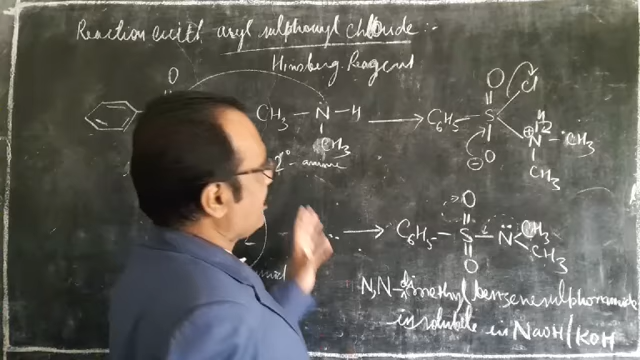 Reaction with aryl sulphonyl chloride :-
Hinsberg Reagent
O O
CH3 — N — H → C6H5 — S Cl
CH3 O N CH3
2° amine CH3
O
→ C6H5 — S — N CH3
CH3
O
N,N-dimethyl benzenesulphonamide
insoluble in NaOH/KOH